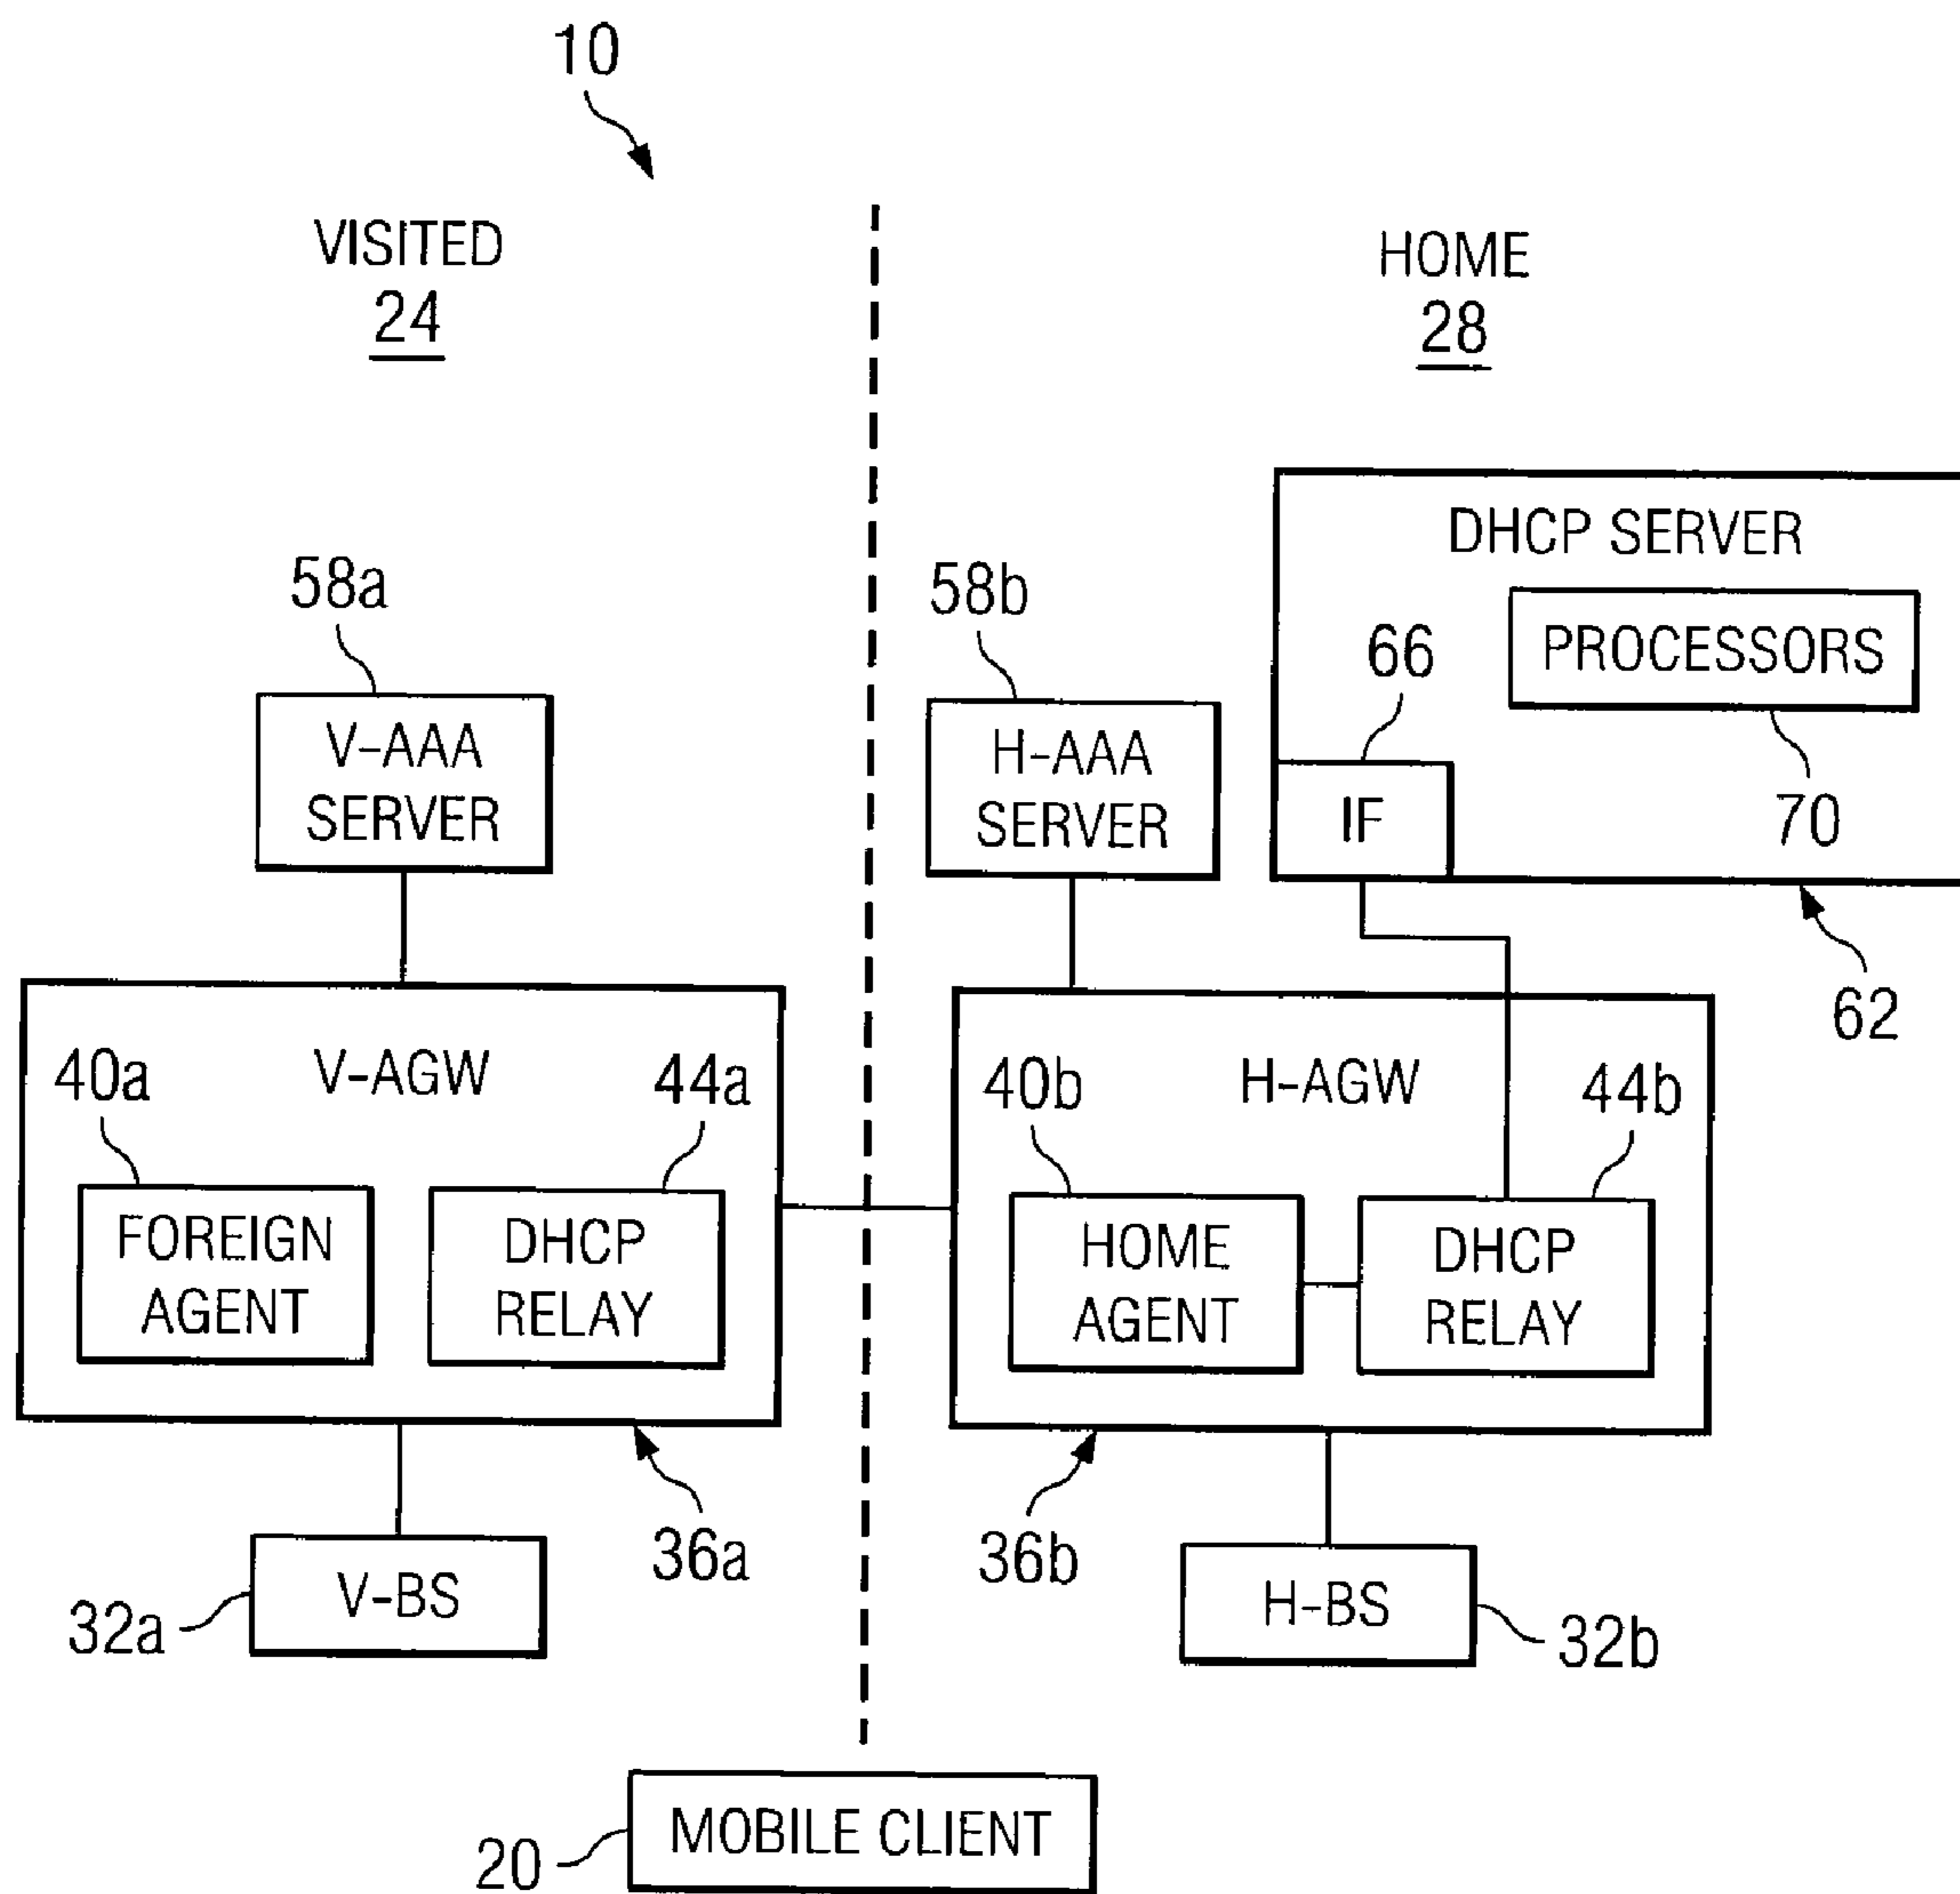 10
VISITED
24
HOME
28
DHCP SERVER
PROCESSORS
70
66
IF
62
58a
V-AAA
SERVER
58b
H-AAA
SERVER
V-AGW
40a
44a
FOREIGN
AGENT
DHCP
RELAY
H-AGW
40b
44b
HOME
AGENT
DHCP
RELAY
36a
36b
V-BS
32a
H-BS
32b
MOBILE CLIENT
20